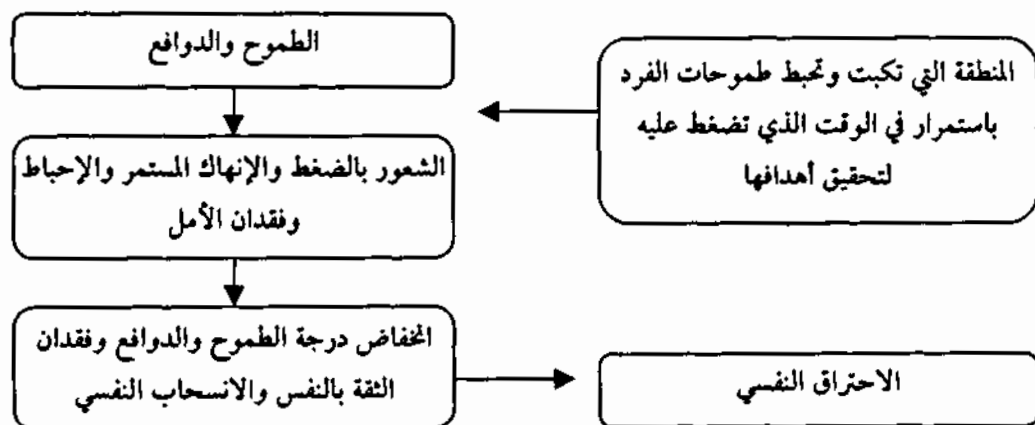 الطموح والدوافع
المنطقة التي تكبت وتحبط طموحات الفرد
باستمرار في الوقت الذي تضغط عليه
لتحقيق أهدافها
الشعور بالضغط والإنهاك المستمر والإحباط
وفقدان الأمل
انخفاض درجة الطموح والدوافع وفقدان
الثقة بالنفس والانسحاب النفسي
الاحتراق النفسي